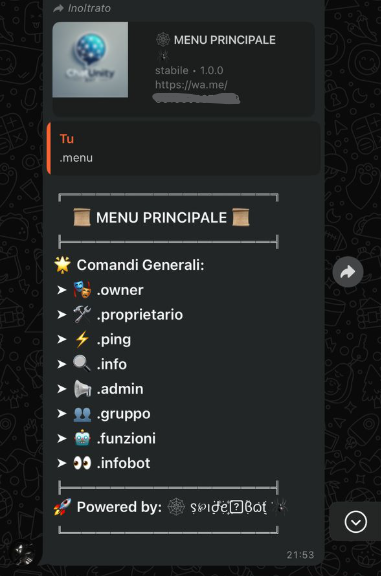 Inoltrato
ChatUnity
🕸 MENU PRINCIPALE
stabile • 1.0.0
https://wa.me/
Tu
.menu
📜 MENU PRINCIPALE 📜
🌟 Comandi Generali:
➤ 🎭 .owner
➤ 🛠 .proprietario
➤ ⚡ .ping
➤ 🔍 .info
➤ 📢 .admin
➤ 👥 .gruppo
➤ 🤖 .funzioni
➤ 👀 .infobot
🚀 Powered by: 🕸
21:53